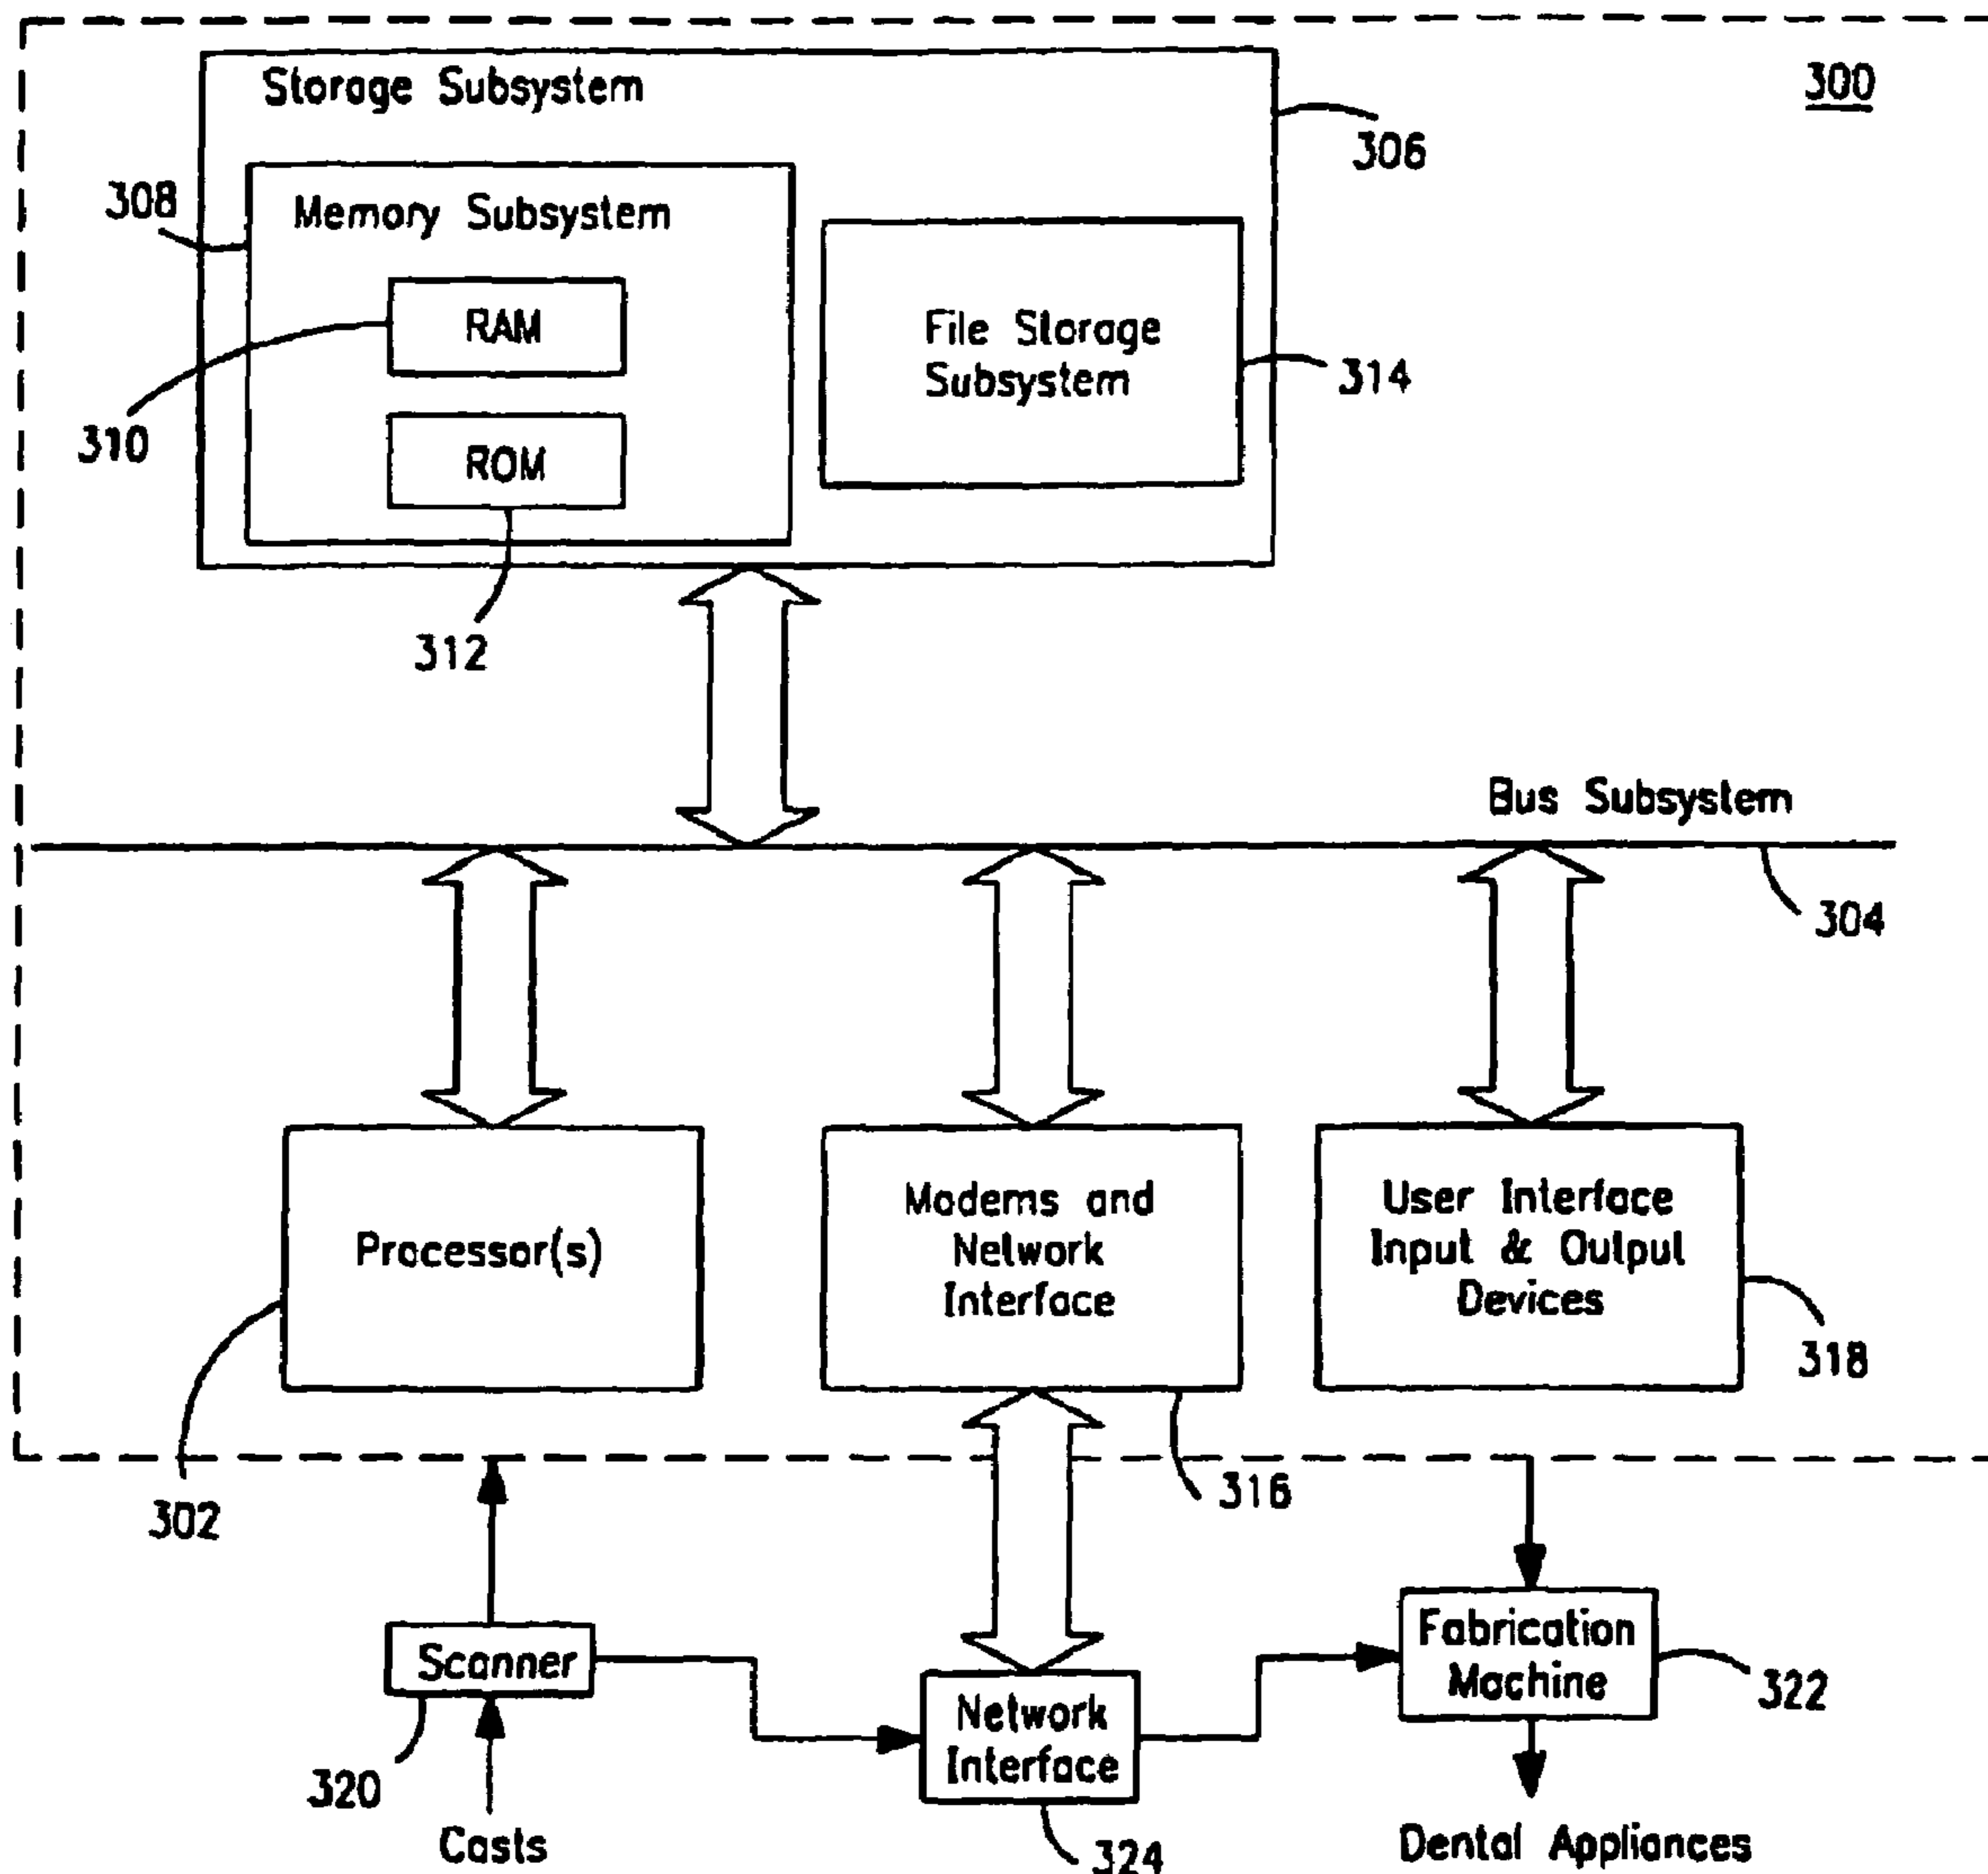 300
Storage Subsystem
306
308
Memory Subsystem
RAM
File Storage
Subsystem
314
310
ROM
312
Bus Subsystem
304
Processor(s)
Modems and
Network
Interface
User Interface
Input & Output
Devices
318
302
316
Scanner
320
Casts
Network
Interface
324
Fabrication
Machine
322
Dental Appliances